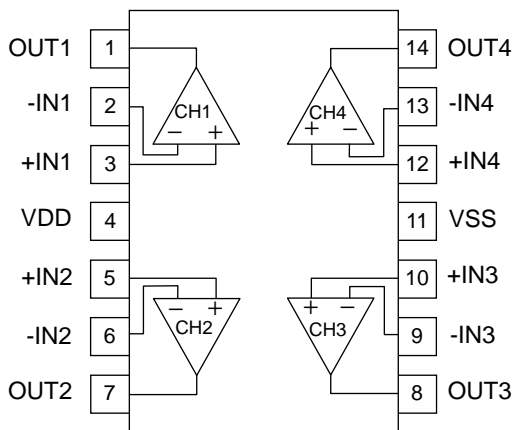 OUT1 1 14 OUT4
-IN1 2 CH1 CH4 13 -IN4
− + + −
+IN1 3 12 +IN4
VDD 4 11 VSS
+IN2 5 10 +IN3
− + + −
-IN2 6 CH2 CH3 9 -IN3
OUT2 7 8 OUT3